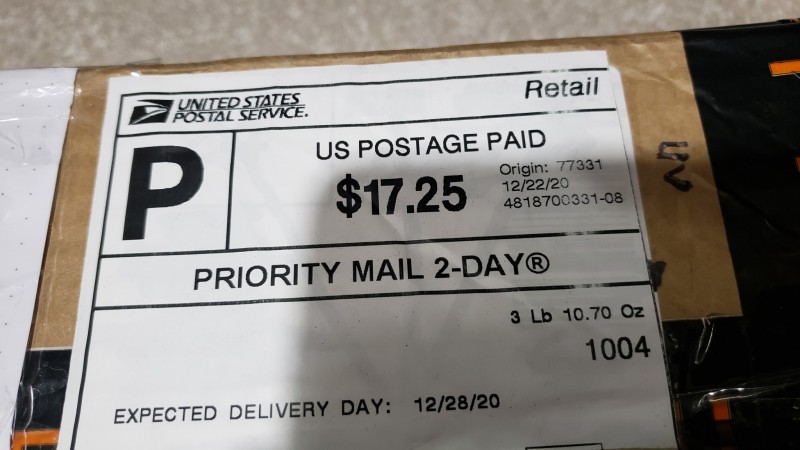 UNITED STATES
POSTAL SERVICE.
Retail
P
US POSTAGE PAID
$17.25
Origin: 77331
12/22/20
4818700331-08
PRIORITY MAIL 2-DAY®
3 Lb 10.70 Oz
1004
EXPECTED DELIVERY DAY: 12/28/20